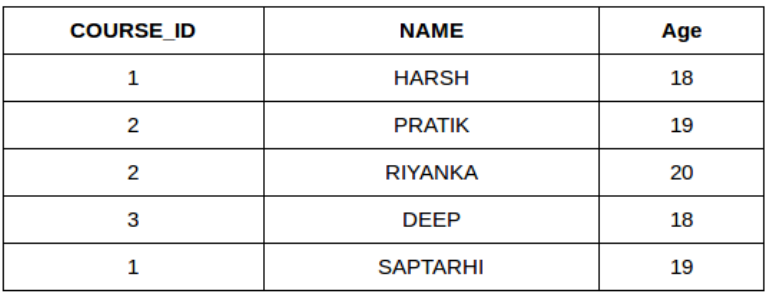 COURSE_ID NAME Age
1 HARSH 18
2 PRATIK 19
2 RIYANKA 20
3 DEEP 18
1 SAPTARHI 19